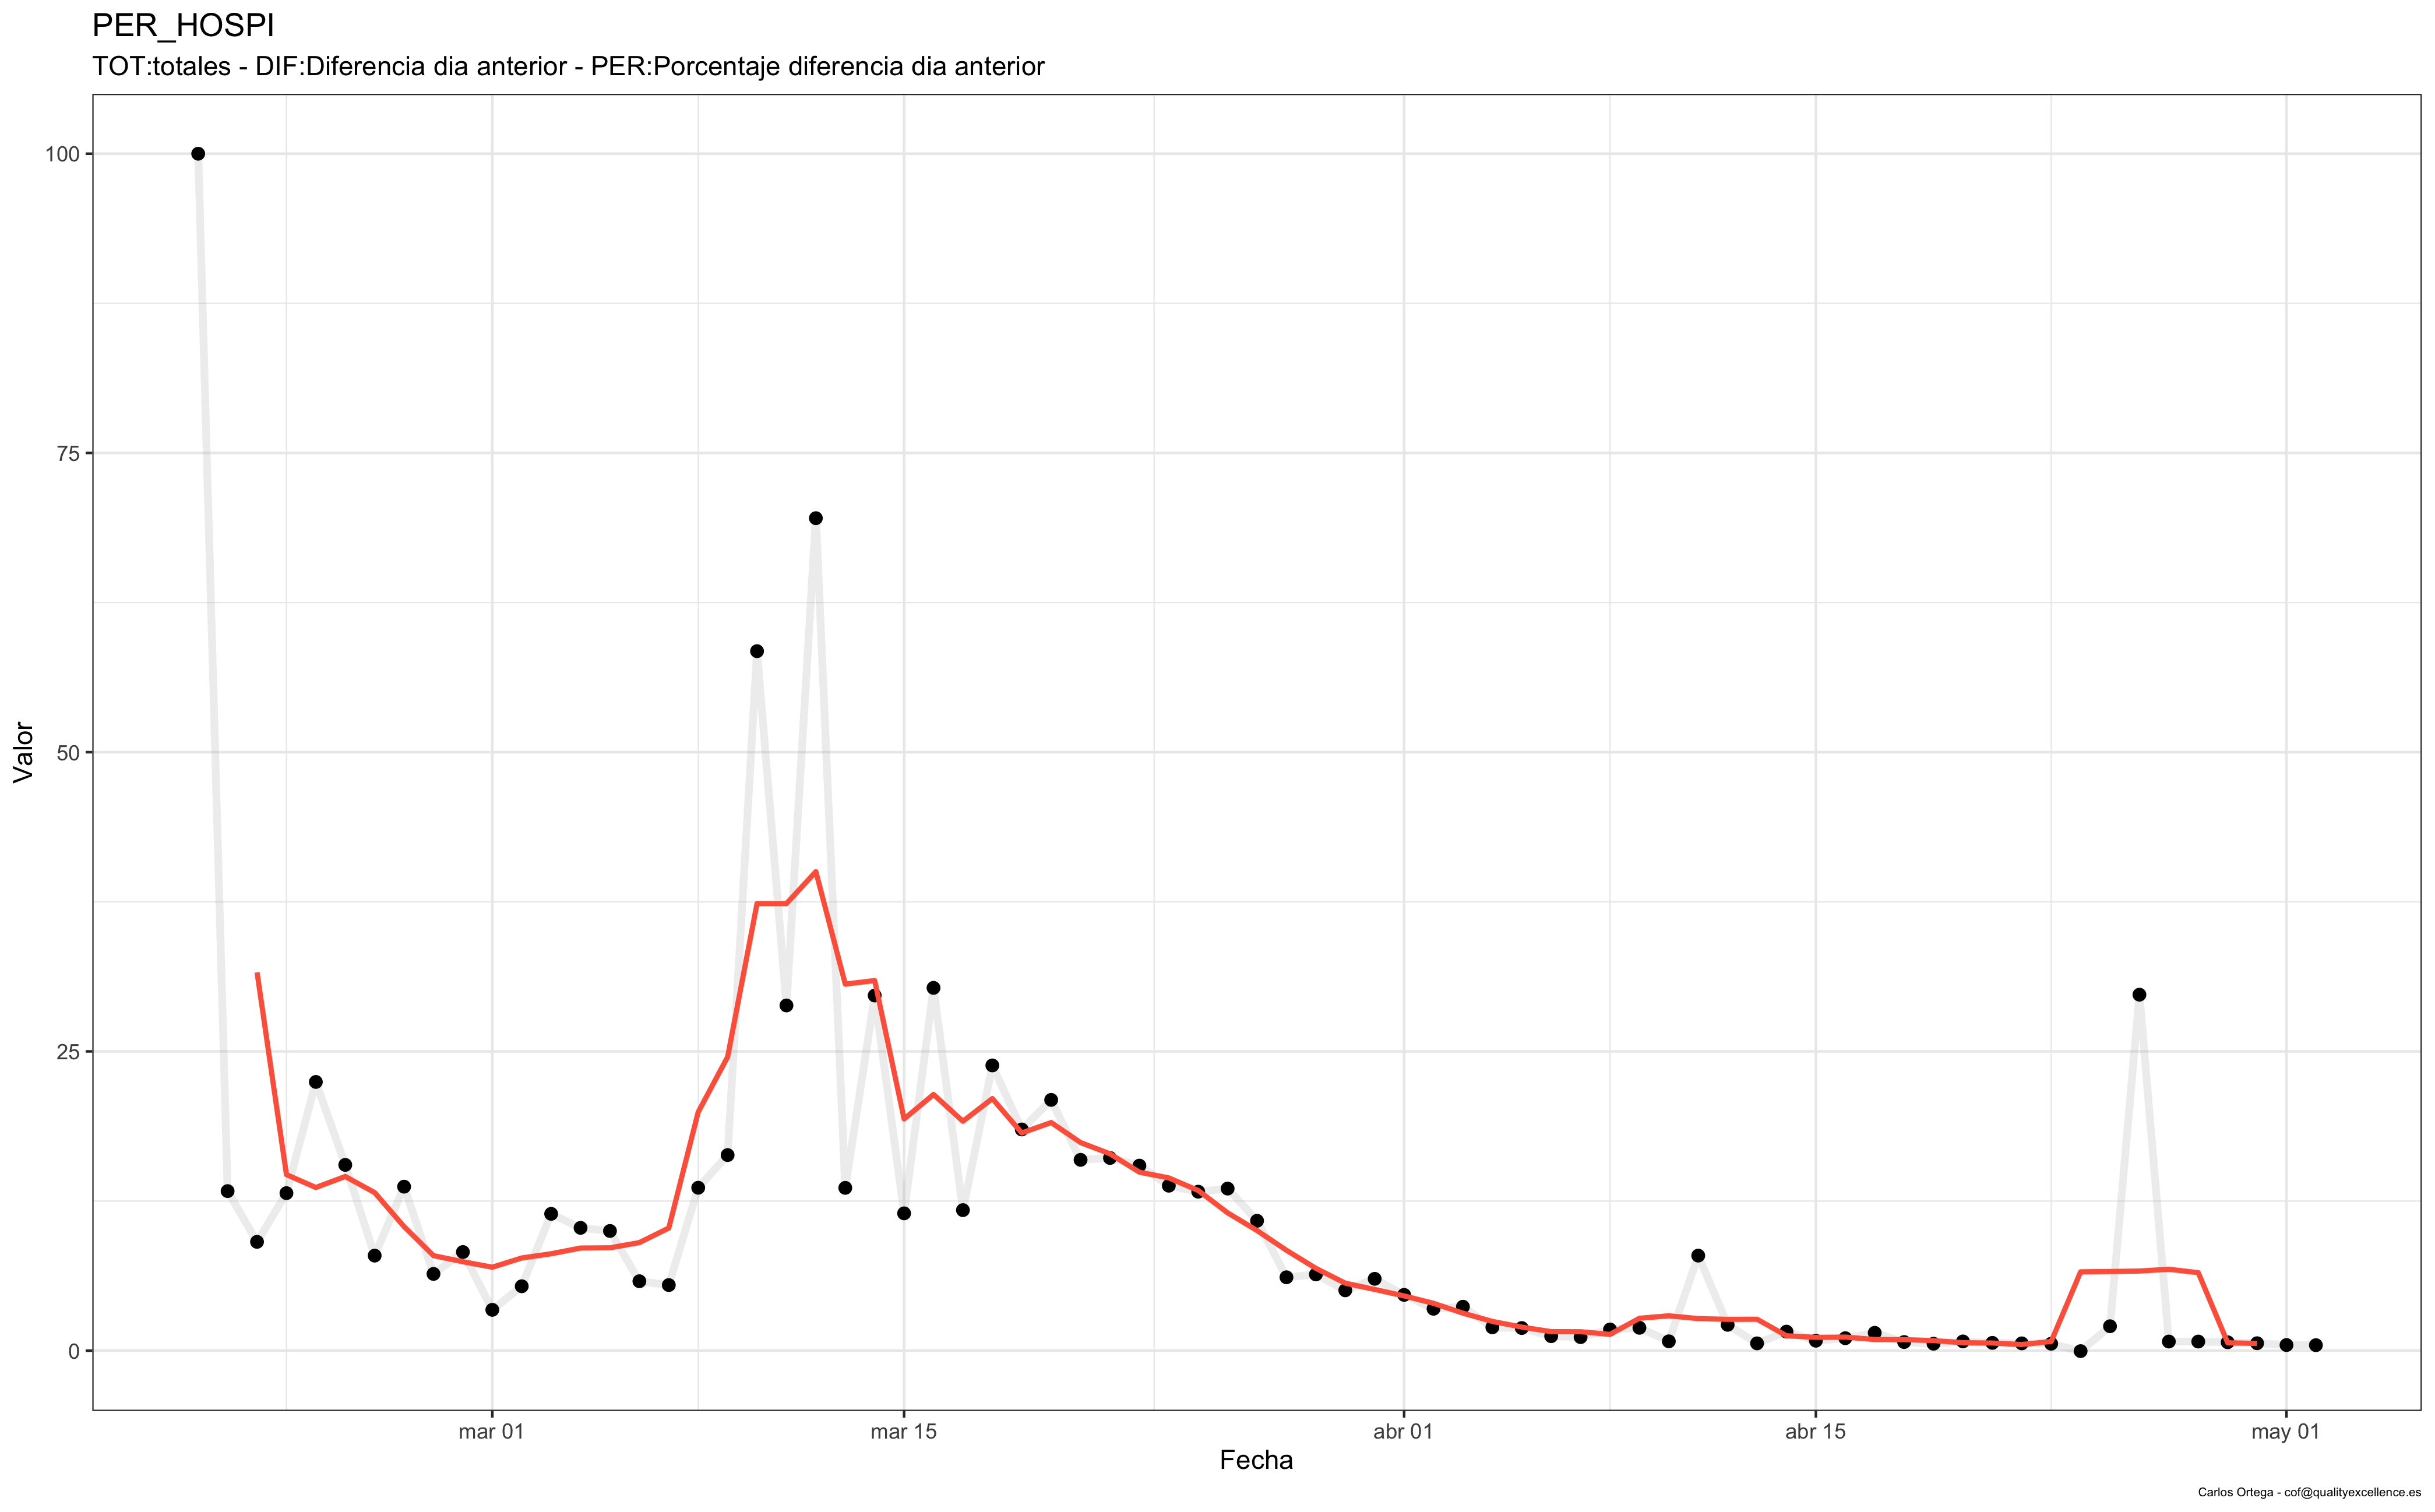 PER_HOSPI
TOT:totales - DIF:Diferencia dia anterior - PER:Porcentaje diferencia dia anterior
100
75
50
25
0
Valor
mar 01
mar 15
abr 01
abr 15
may 01
Fecha
Carlos Ortega - cof@qualityexcellence.es